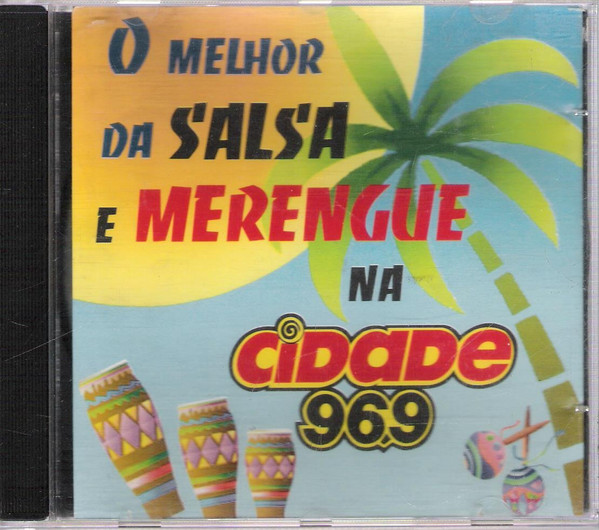 O MELHOR
DA SALSA
E MERENGUE
NA
CIDADE
96.9